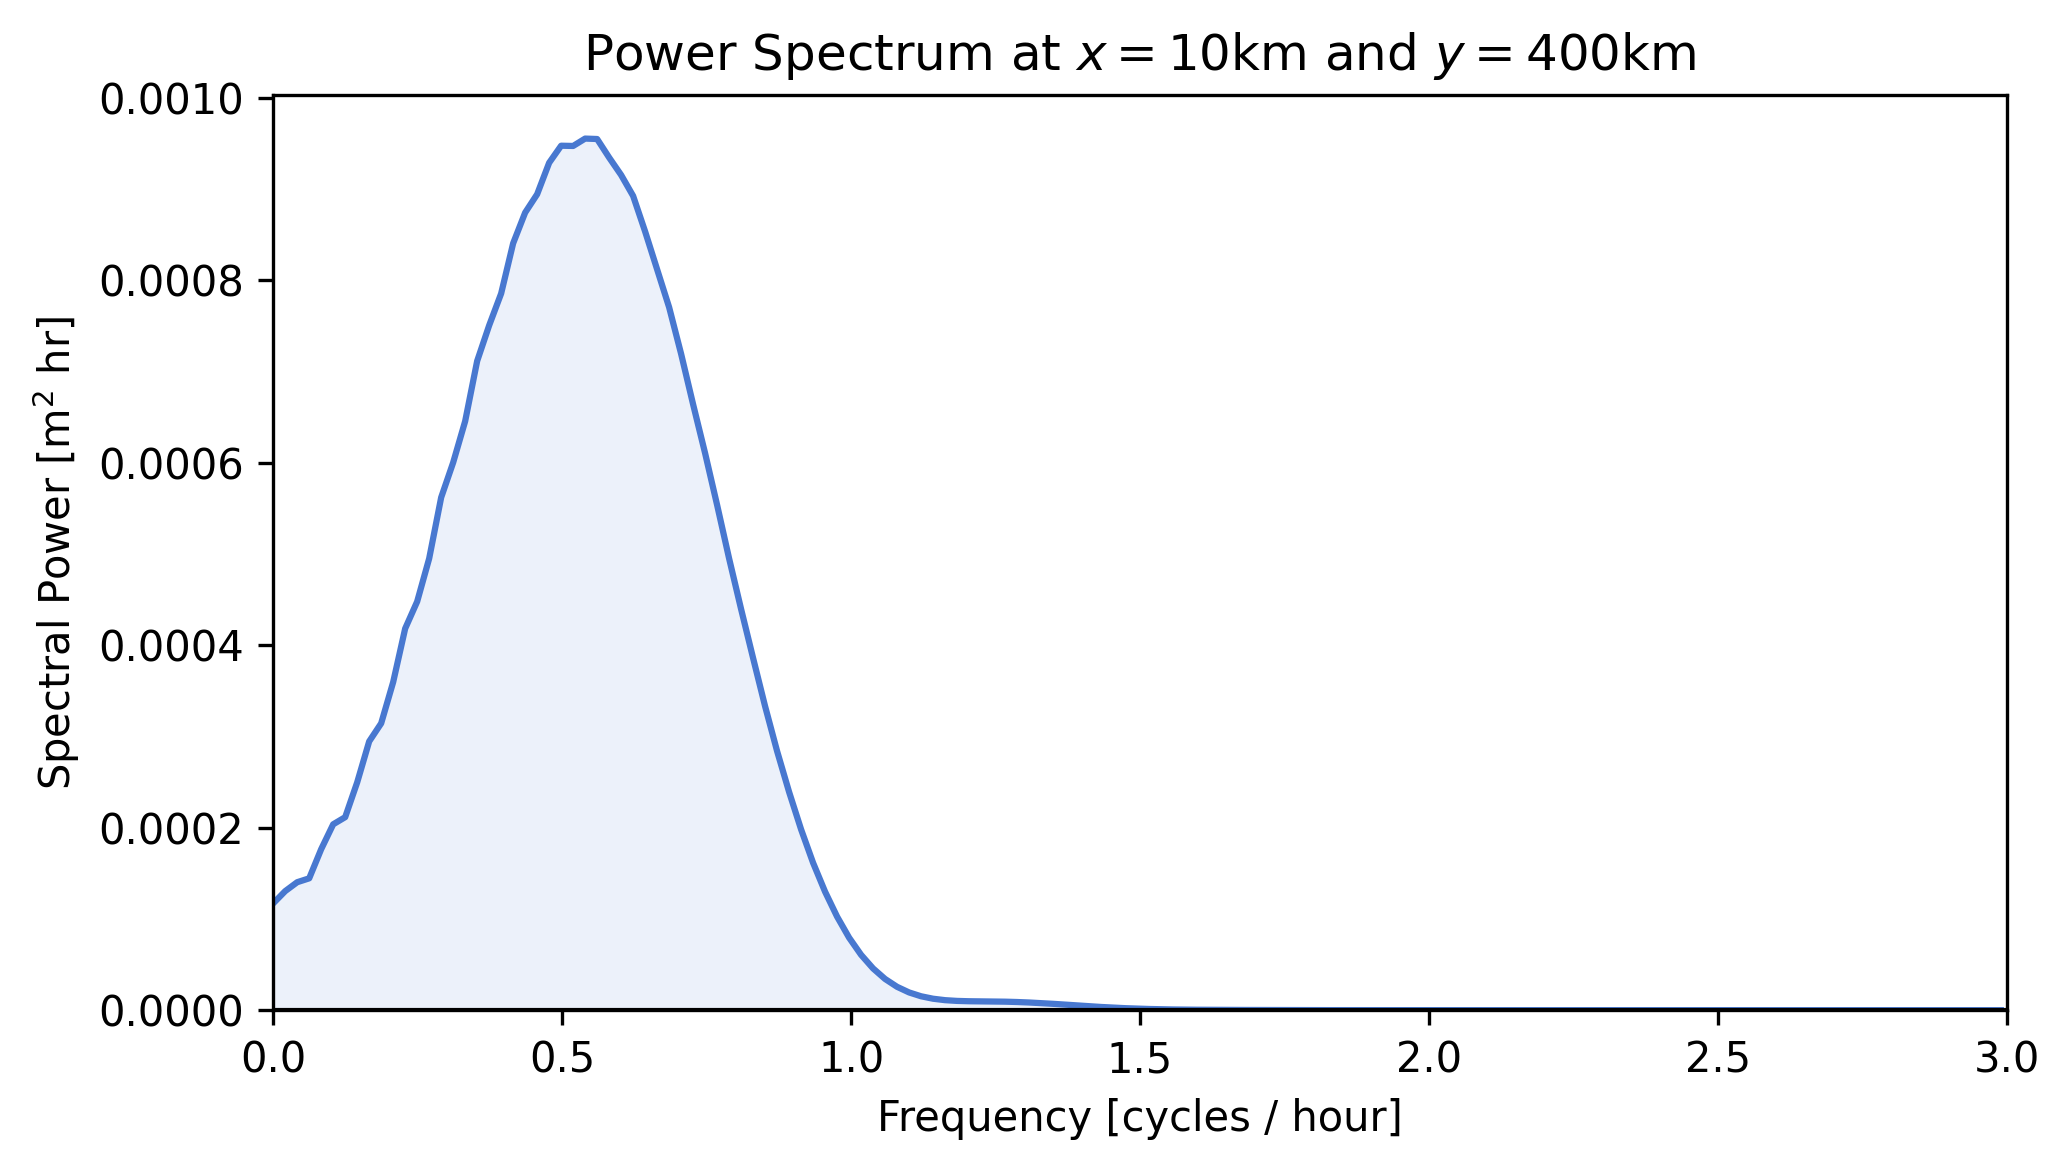 Power Spectrum at x = 10km and y = 400km
0.0010
0.0008
0.0006
0.0004
0.0002
0.0000
Spectral Power [m² hr]
0.0 0.5 1.0 1.5 2.0 2.5 3.0
Frequency [cycles / hour]